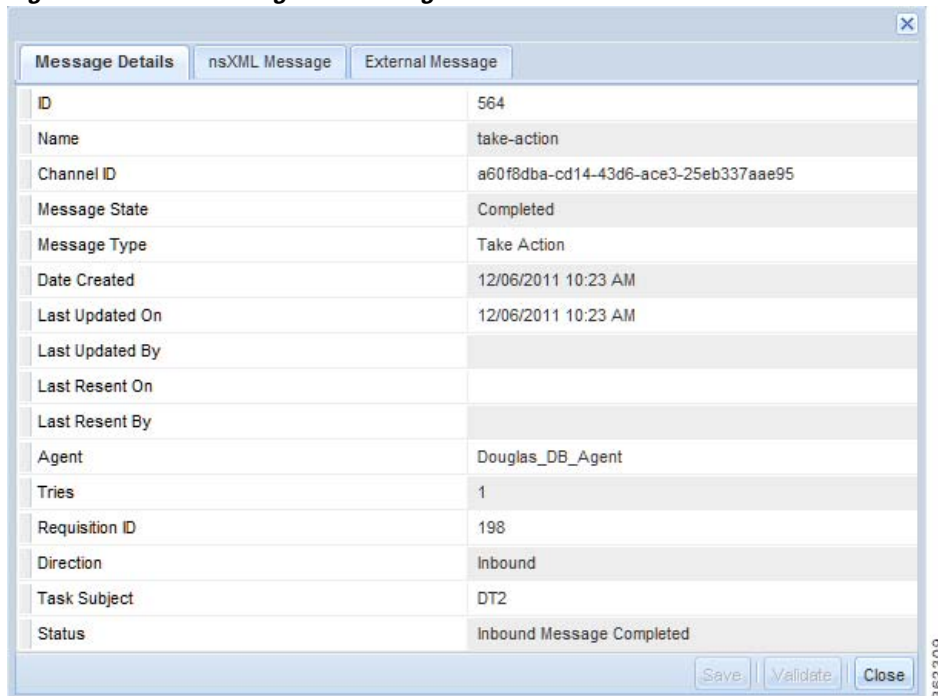 Message Details nsXML Message External Message
ID 564
Name take-action
Channel ID a60f8dba-cd14-43d6-ace3-25eb337aae95
Message State Completed
Message Type Take Action
Date Created 12/06/2011 10:23 AM
Last Updated On 12/06/2011 10:23 AM
Last Updated By
Last Resent On
Last Resent By
Agent Douglas_DB_Agent
Tries 1
Requisition ID 198
Direction Inbound
Task Subject DT2
Status Inbound Message Completed
Save Validate Close